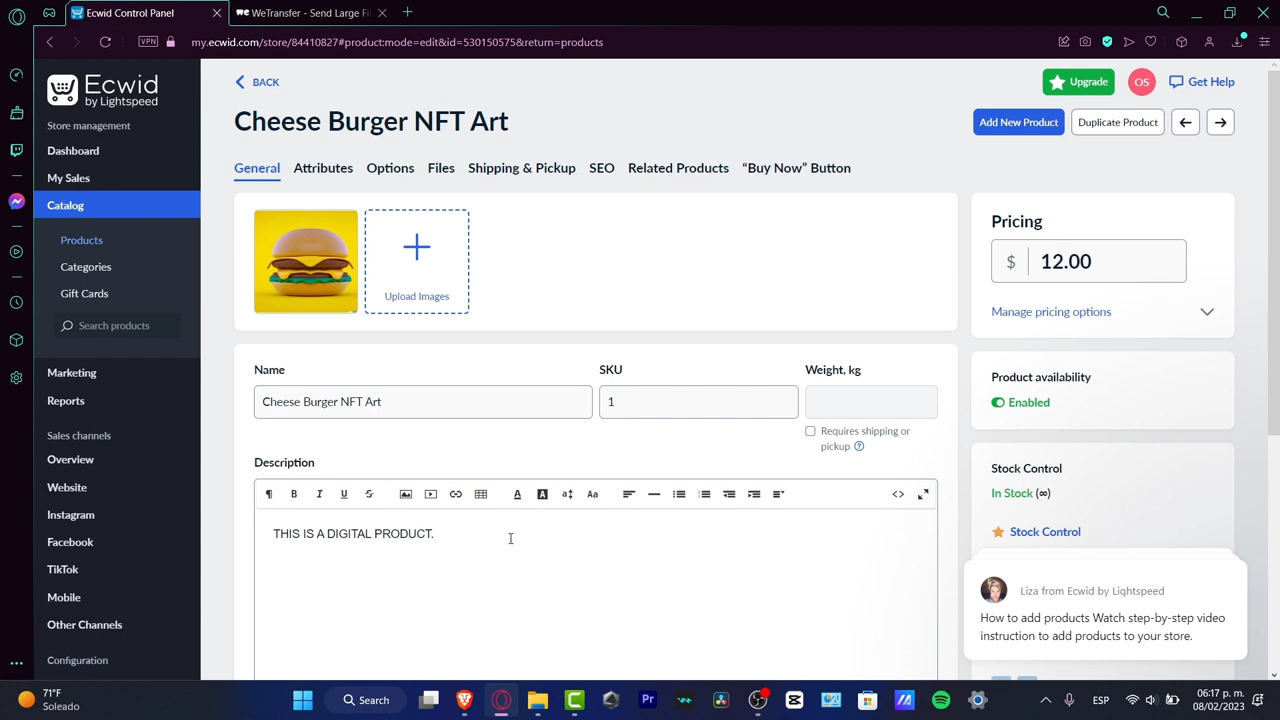 Ecwid Control Panel
WeTransfer - Send Large Fi
VPN
my.ecwid.com/store/84410827#product:mode=edit&id=530150575&return=products
Ecwid
by Lightspeed
Store management
Dashboard
My Sales
Catalog
Products
Categories
Gift Cards
Search products
Marketing
Reports
Sales channels
Overview
Website
Instagram
Facebook
TikTok
Mobile
Other Channels
Configuration
BACK
Upgrade
OS
Get Help
Cheese Burger NFT Art
Add New Product
Duplicate Product
General Attributes Options Files Shipping & Pickup SEO Related Products “Buy Now” Button
Upload Images
Name
SKU
Weight, kg
Cheese Burger NFT Art
1
Requires shipping or
pickup
Description
THIS IS A DIGITAL PRODUCT.
Pricing
$ 12.00
Manage pricing options
Product availability
Enabled
Stock Control
In Stock (∞)
Stock Control
Liza from Ecwid by Lightspeed
How to add products Watch step-by-step video
instruction to add products to your store.
71°F
Soleado
Search
Pr
ESP
06:17 p. m.
08/02/2023